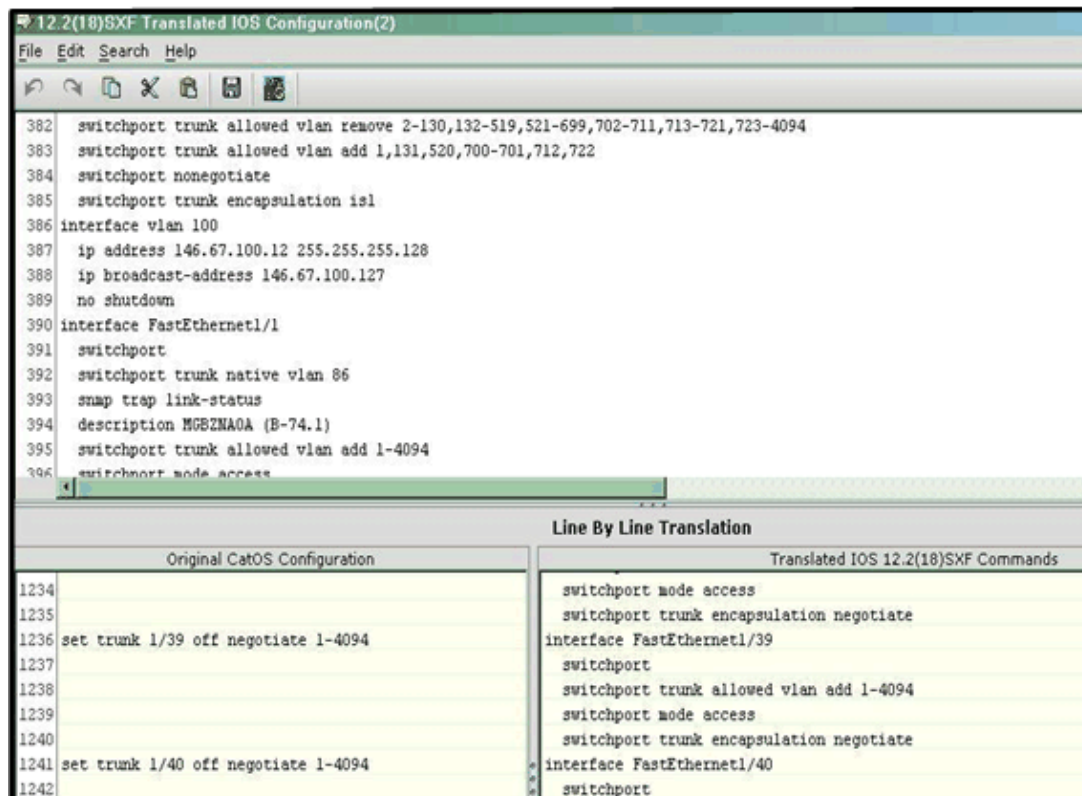 12.2(18)SXF Translated IOS Configuration(2)
File Edit Search Help
382 switchport trunk allowed vlan remove 2-130,132-519,521-699,702-711,713-721,723-4094
383 switchport trunk allowed vlan add 1,131,520,700-701,712,722
384 switchport nonegotiate
385 switchport trunk encapsulation isl
386 interface vlan 100
387 ip address 146.67.100.12 255.255.255.128
388 ip broadcast-address 146.67.100.127
389 no shutdown
390 interface FastEthernet1/1
391 switchport
392 switchport trunk native vlan 86
393 snmp trap link-status
394 description MGBZNAOA (B-74.1)
395 switchport trunk allowed vlan add 1-4094
396 switchport mode access
Line By Line Translation
Original CatOS Configuration Translated IOS 12.2(18)SXF Commands
1234 switchport mode access
1235 switchport trunk encapsulation negotiate
1236 set trunk 1/39 off negotiate 1-4094 interface FastEthernet1/39
1237 switchport
1238 switchport trunk allowed vlan add 1-4094
1239 switchport mode access
1240 switchport trunk encapsulation negotiate
1241 set trunk 1/40 off negotiate 1-4094 interface FastEthernet1/40
1242 switchport